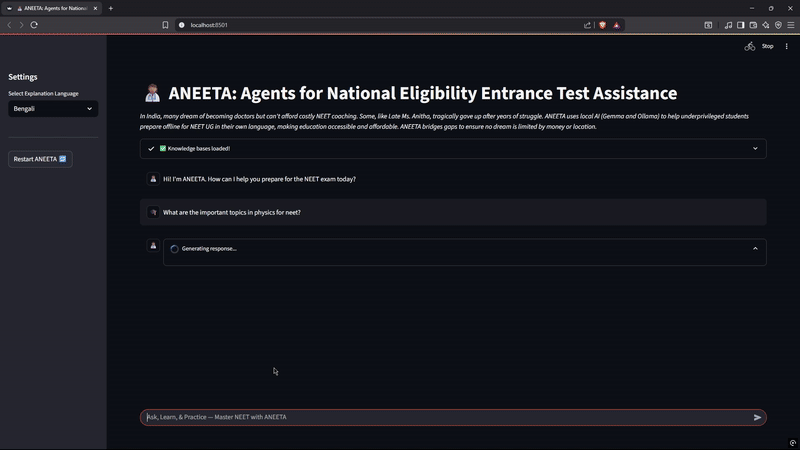 ANEETA: Agents for National
localhost:8501
Stop
Settings
Select Explanation Language
Bengali
Restart ANEETA
ANEETA: Agents for National Eligibility Entrance Test Assistance
In India, many dream of becoming doctors but can't afford costly NEET coaching. Some, like Late Ms. Anitha, tragically gave up after years of struggle. ANEETA uses local AI (Gemma and Ollama) to help underprivileged students
prepare offline for NEET UG in their own language, making education accessible and affordable. ANEETA bridges gaps to ensure no dream is limited by money or location.
Knowledge bases loaded!
Hi! I'm ANEETA. How can I help you prepare for the NEET exam today?
What are the important topics in physics for neet?
Generating response...
Ask, Learn, & Practice — Master NEET with ANEETA